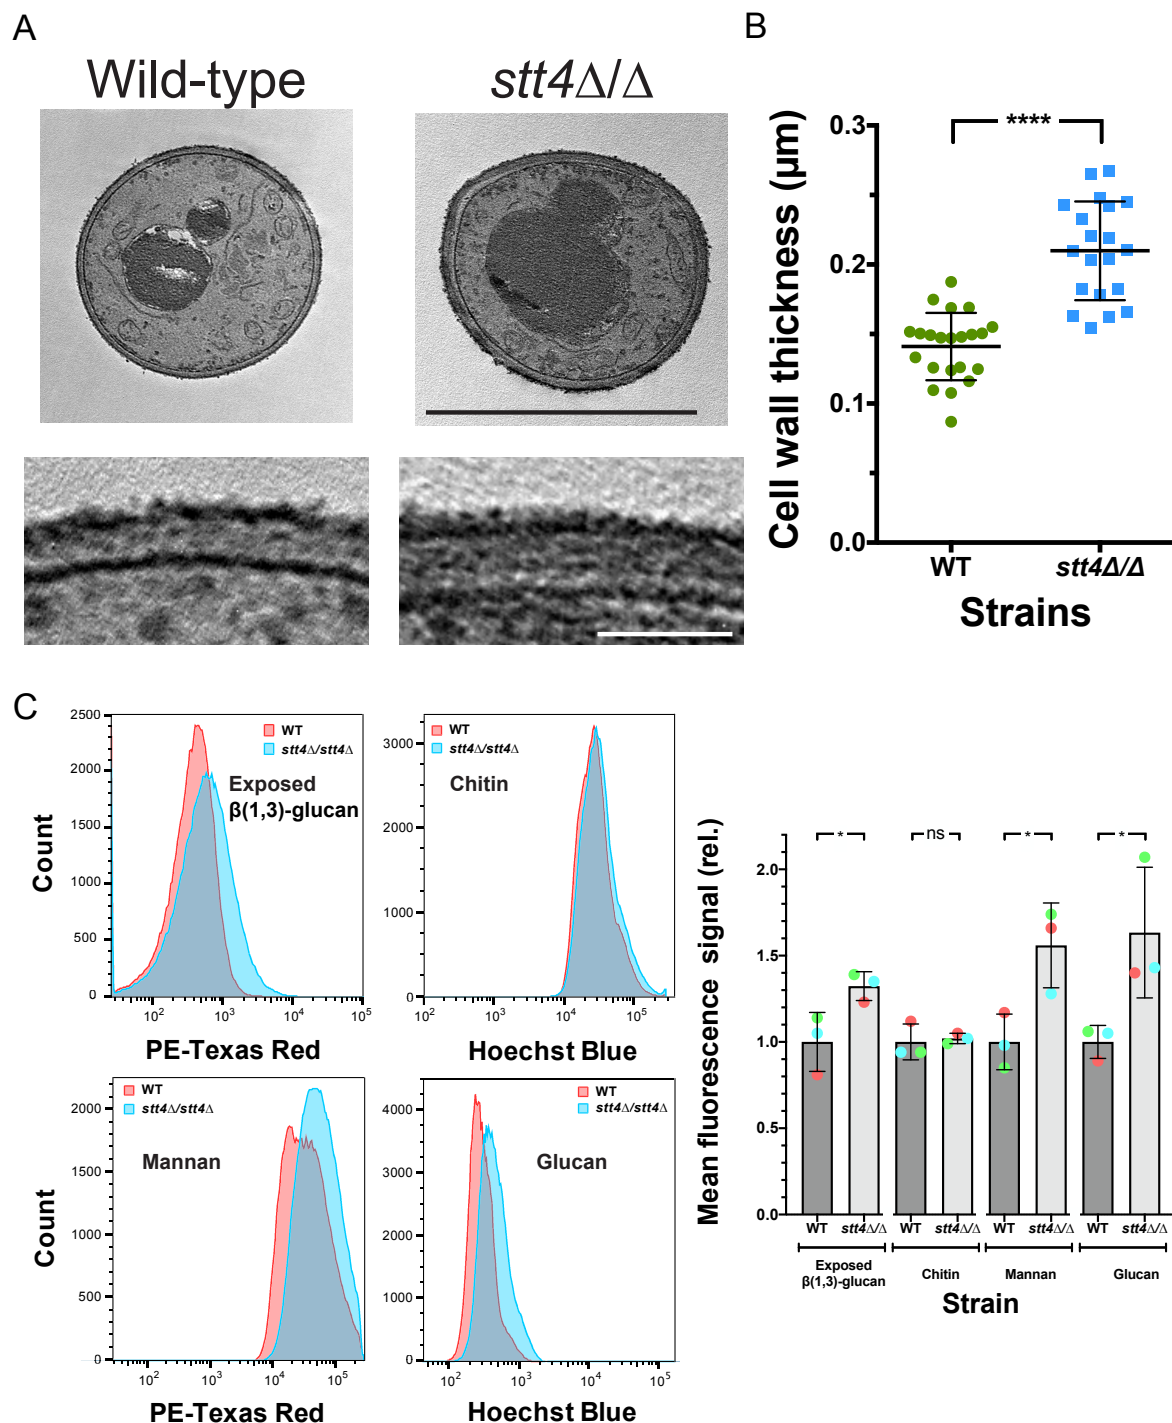 A
Wild-type
stt4Δ/Δ
B
Cell wall thickness (µm)
0.3
0.2
0.1
0.0
****
WT
stt4Δ/Δ
Strains
C
Count
2500
2000
1500
1000
500
0
WT
stt4Δ/stt4Δ
Exposed
β(1,3)-glucan
10² 10³ 10⁴ 10⁵
PE-Texas Red
3000
2000
1000
0
WT
stt4Δ/stt4Δ
Chitin
10² 10³ 10⁴ 10⁵
Hoechst Blue
Count
2000
1500
1000
500
0
WT
stt4Δ/stt4Δ
Mannan
10² 10³ 10⁴ 10⁵
PE-Texas Red
4000
3000
2000
1000
0
WT
stt4Δ/stt4Δ
Glucan
10² 10³ 10⁴ 10⁵
Hoechst Blue
Mean fluorescence signal (rel.)
2.0
1.5
1.0
0.5
0.0
* ns * *
WT stt4Δ/Δ WT stt4Δ/Δ WT stt4Δ/Δ WT stt4Δ/Δ
Exposed
β(1,3)-glucan Chitin Mannan Glucan
Strain